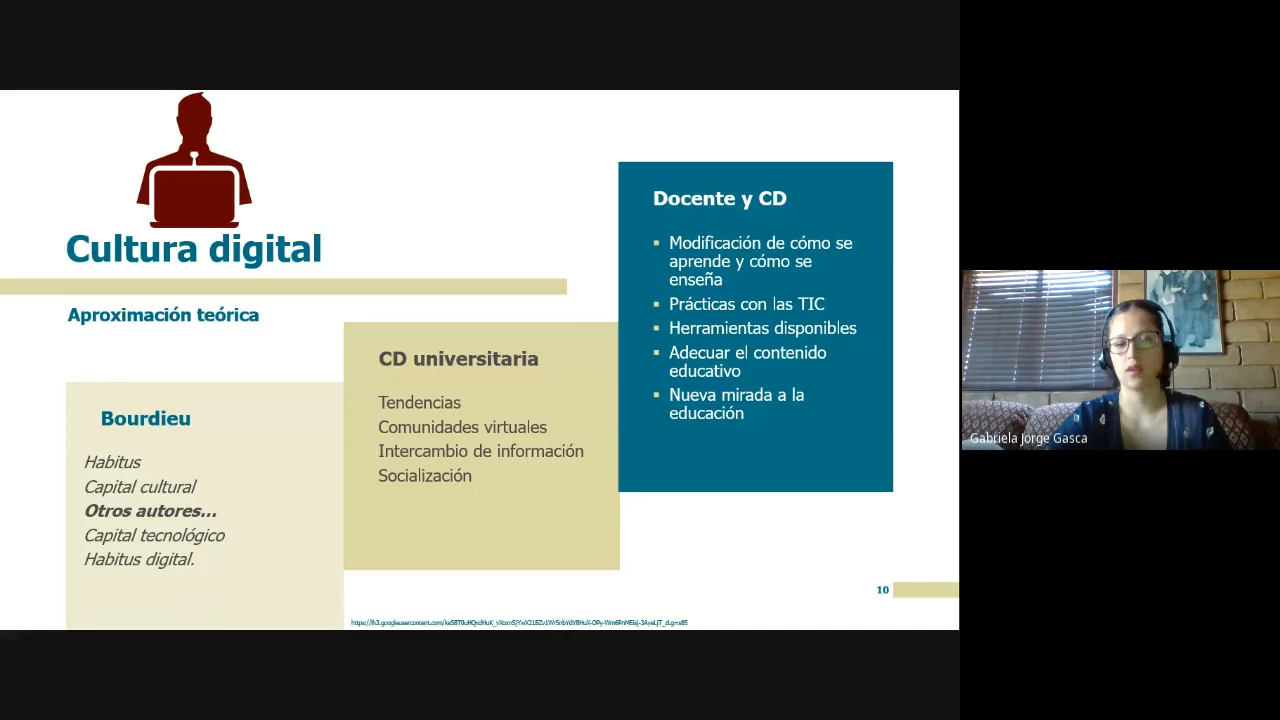 Cultura digital
Aproximación teórica
Bourdieu
Habitus
Capital cultural
Otros autores...
Capital tecnológico
Habitus digital.
CD universitaria
Tendencias
Comunidades virtuales
Intercambio de información
Socialización
Docente y CD
Modificación de cómo se
aprende y cómo se
enseña
Prácticas con las TIC
Herramientas disponibles
Adecuar el contenido
educativo
Nueva mirada a la
educación
10
Gabriela Jorge Gasca